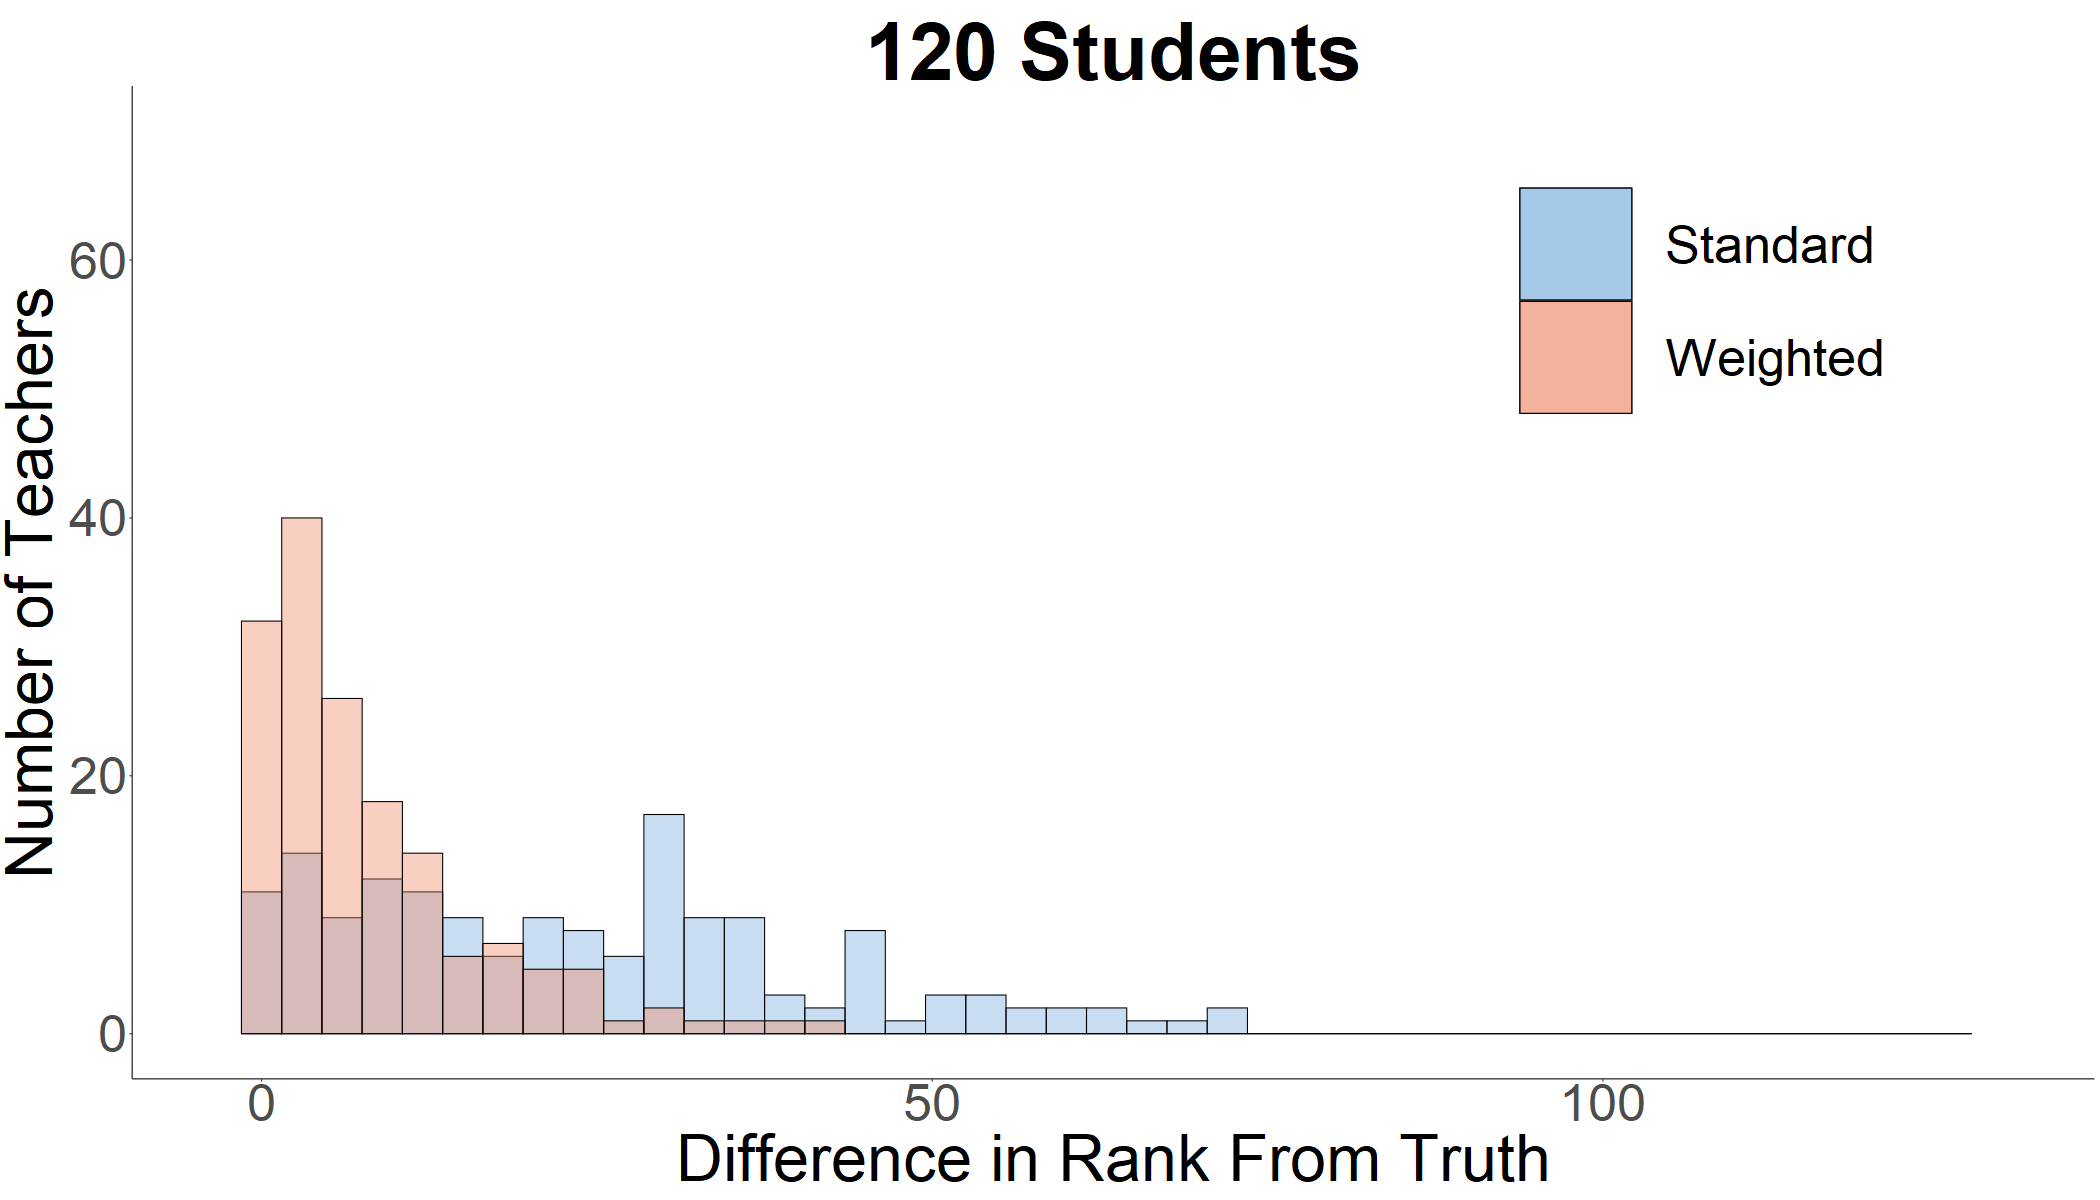 120 Students
Number of Teachers
60
40
20
0
Standard
Weighted
0 50 100
Difference in Rank From Truth